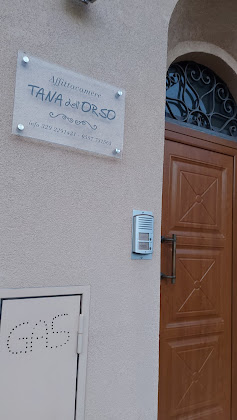 Affittacamere
TANA dell'ORSO
info
GAS